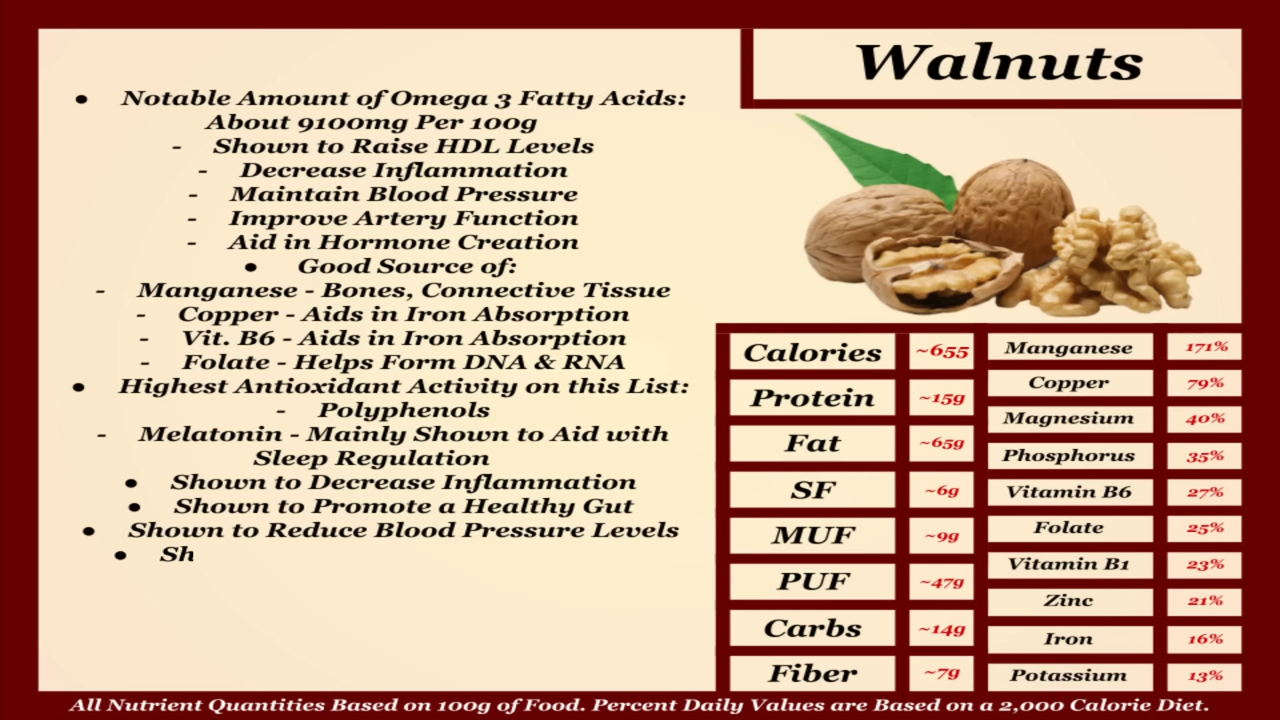 Walnuts
● Notable Amount of Omega 3 Fatty Acids:
About 9100mg Per 100g
- Shown to Raise HDL Levels
- Decrease Inflammation
- Maintain Blood Pressure
- Improve Artery Function
- Aid in Hormone Creation
● Good Source of:
- Manganese - Bones, Connective Tissue
- Copper - Aids in Iron Absorption
- Vit. B6 - Aids in Iron Absorption
- Folate - Helps Form DNA & RNA
● Highest Antioxidant Activity on this List:
- Polyphenols
- Melatonin - Mainly Shown to Aid with
Sleep Regulation
● Shown to Decrease Inflammation
● Shown to Promote a Healthy Gut
● Shown to Reduce Blood Pressure Levels
● Sh
Calories ~655
Protein ~15g
Fat ~65g
SF ~6g
MUF ~9g
PUF ~47g
Carbs ~14g
Fiber ~7g
Manganese 171%
Copper 79%
Magnesium 40%
Phosphorus 35%
Vitamin B6 27%
Folate 25%
Vitamin B1 23%
Zinc 21%
Iron 16%
Potassium 13%
All Nutrient Quantities Based on 100g of Food. Percent Daily Values are Based on a 2,000 Calorie Diet.